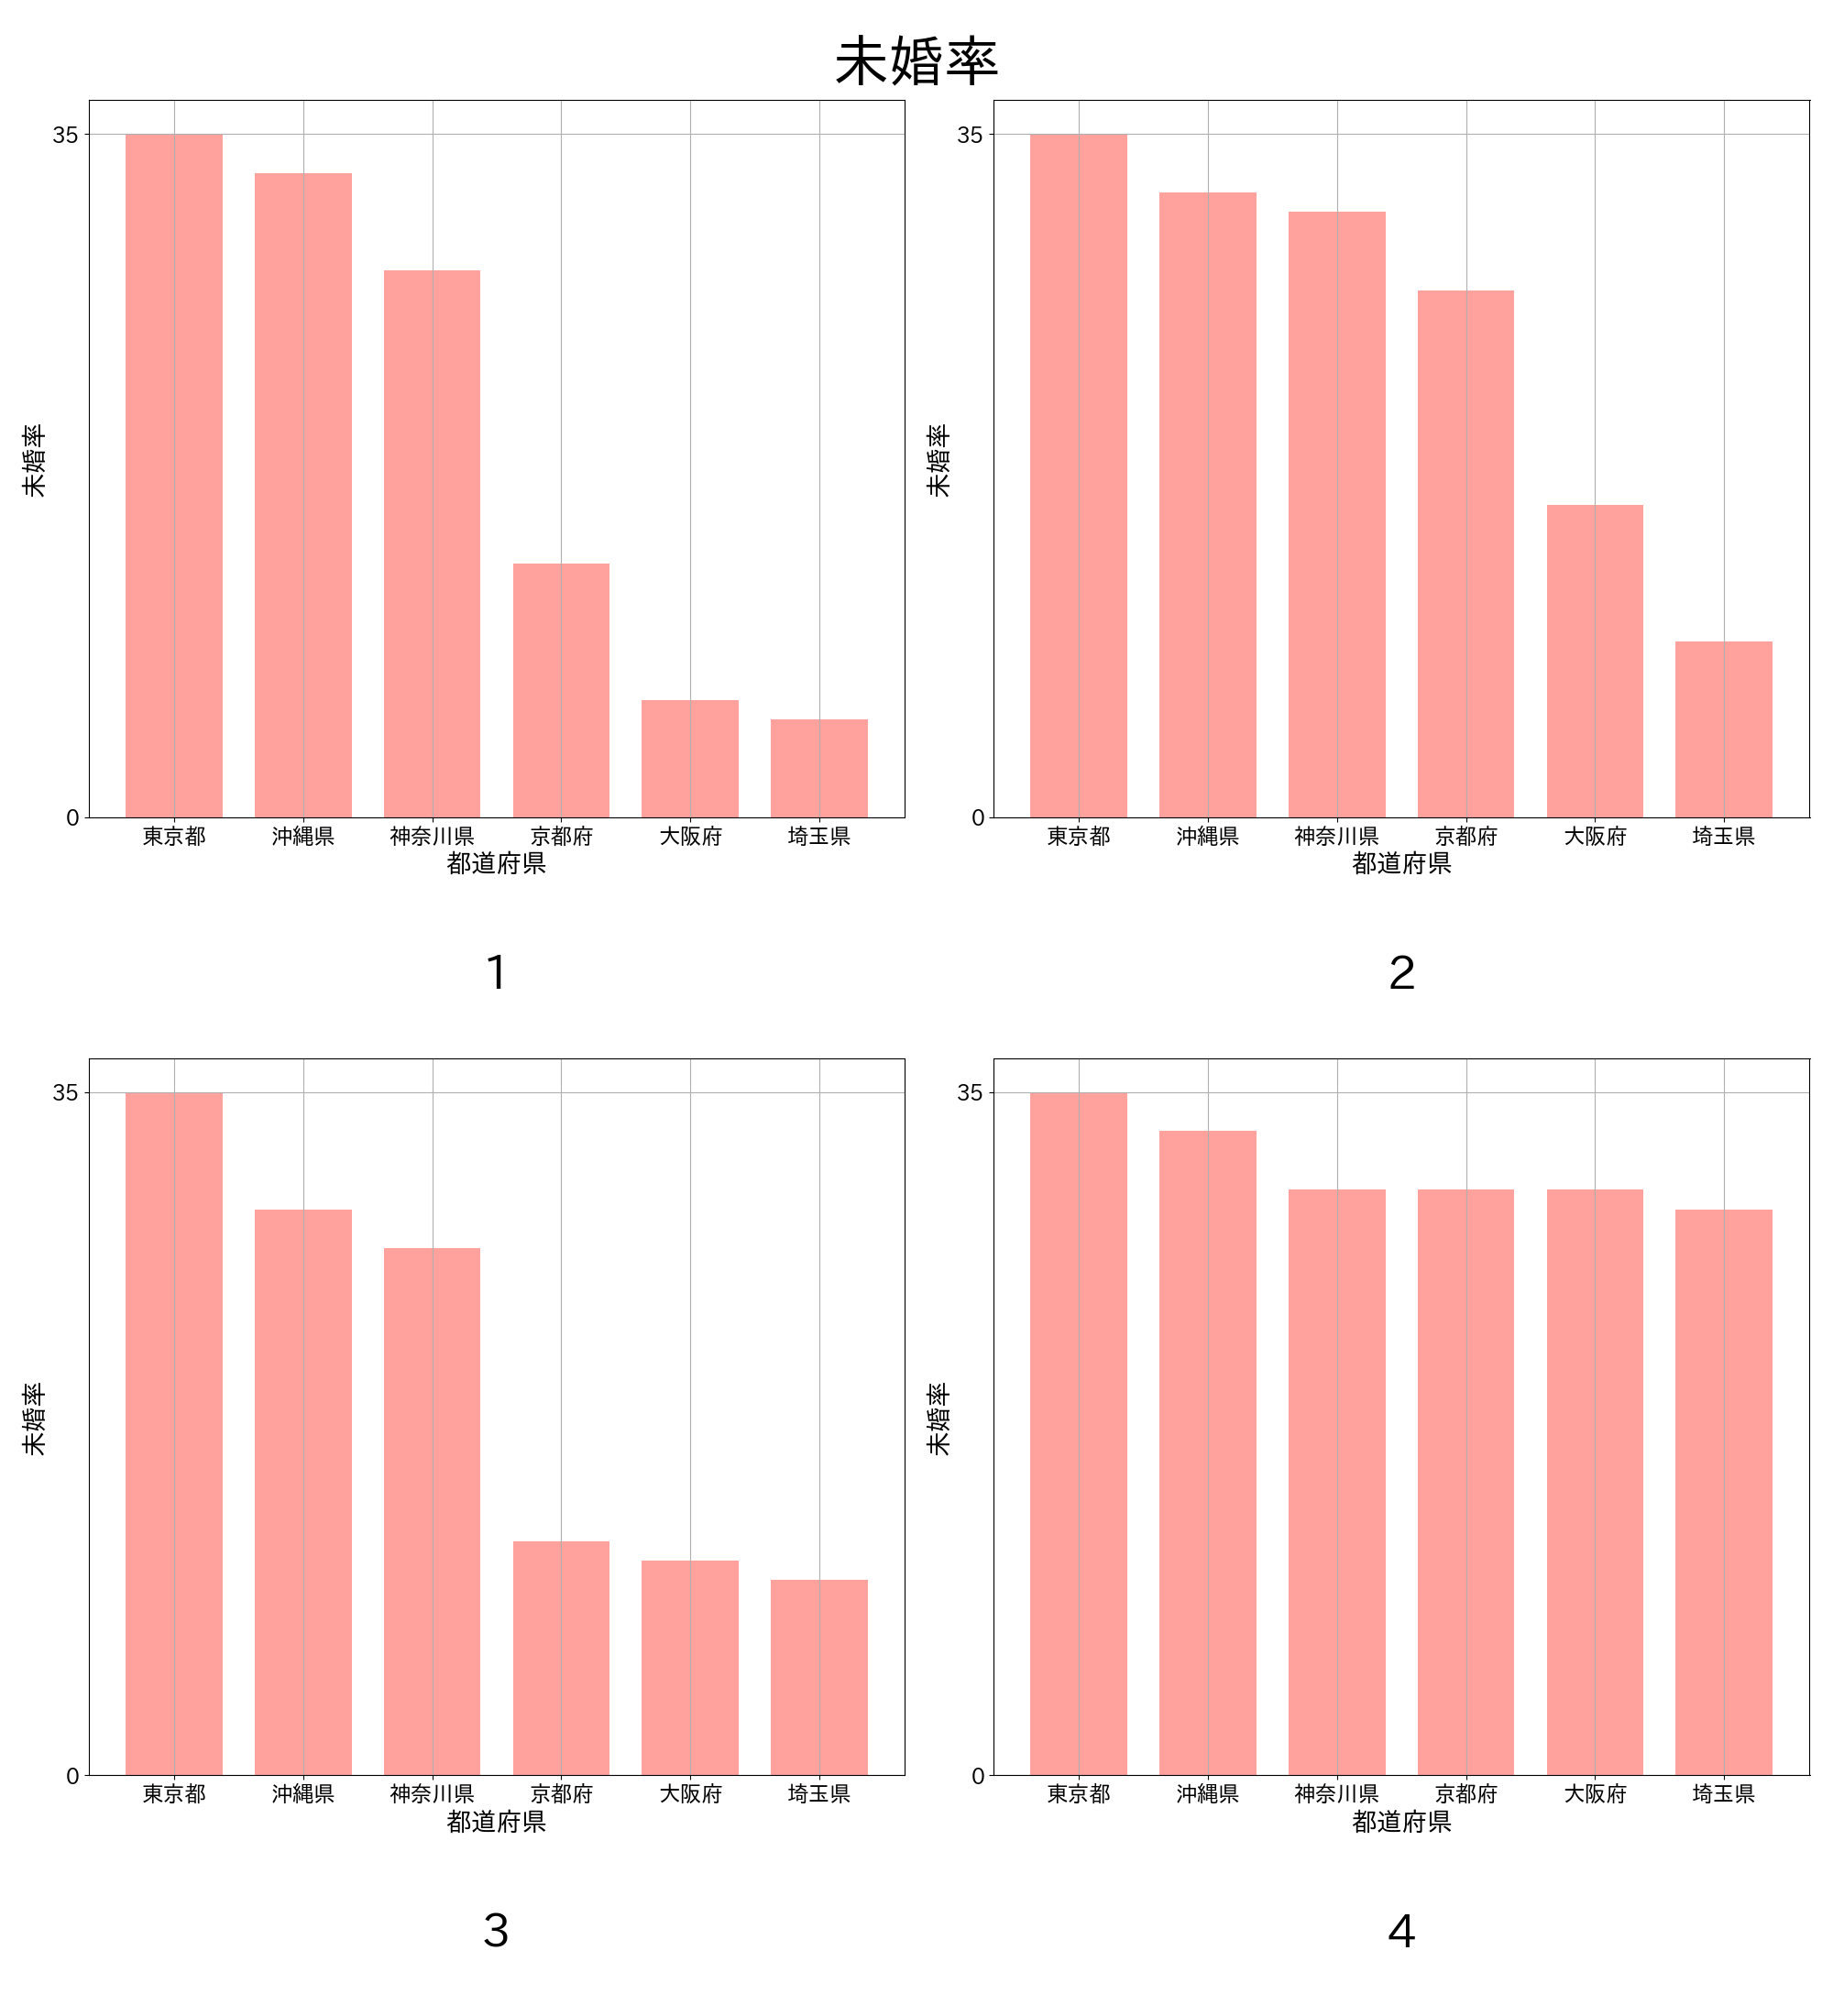 未婚率
35
0
未婚率
東京都 沖縄県 神奈川県 京都府 大阪府 埼玉県
都道府県
1
35
0
未婚率
東京都 沖縄県 神奈川県 京都府 大阪府 埼玉県
都道府県
2
35
0
未婚率
東京都 沖縄県 神奈川県 京都府 大阪府 埼玉県
都道府県
3
35
0
未婚率
東京都 沖縄県 神奈川県 京都府 大阪府 埼玉県
都道府県
4